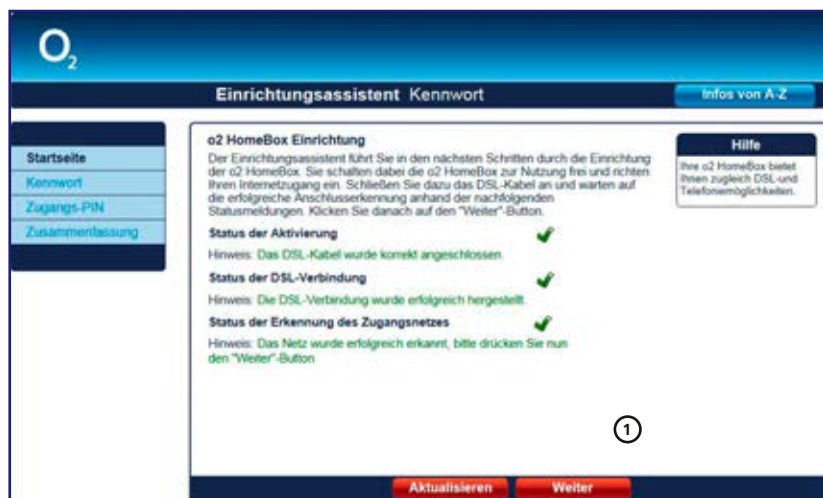 O2
Einrichtungsassistent Kennwort
Infos von A-Z
Startseite
Kennwort
Zugangs-PIN
Zusammenfassung
o2 HomeBox Einrichtung
Der Einrichtungsassistent führt Sie in den nächsten Schritten durch die Einrichtung
der o2 HomeBox. Sie schalten dabei die o2 HomeBox zur Nutzung frei und richten
Ihren Internetzugang ein. Schließen Sie dazu das DSL-Kabel an und warten auf
die erfolgreiche Anschlusserkennung anhand der nachfolgenden
Statusmeldungen. Klicken Sie danach auf den "Weiter"-Button.
Status der Aktivierung
Hinweis: Das DSL-Kabel wurde korrekt angeschlossen.
Status der DSL-Verbindung
Hinweis: Die DSL-Verbindung wurde erfolgreich hergestellt.
Status der Erkennung des Zugangsnetzes
Hinweis: Das Netz wurde erfolgreich erkannt, bitte drücken Sie nun
den "Weiter"-Button
Hilfe
Ihre o2 HomeBox bietet
Ihnen zugleich DSL-und
Telefoniemöglichkeiten.
1
Aktualisieren
Weiter